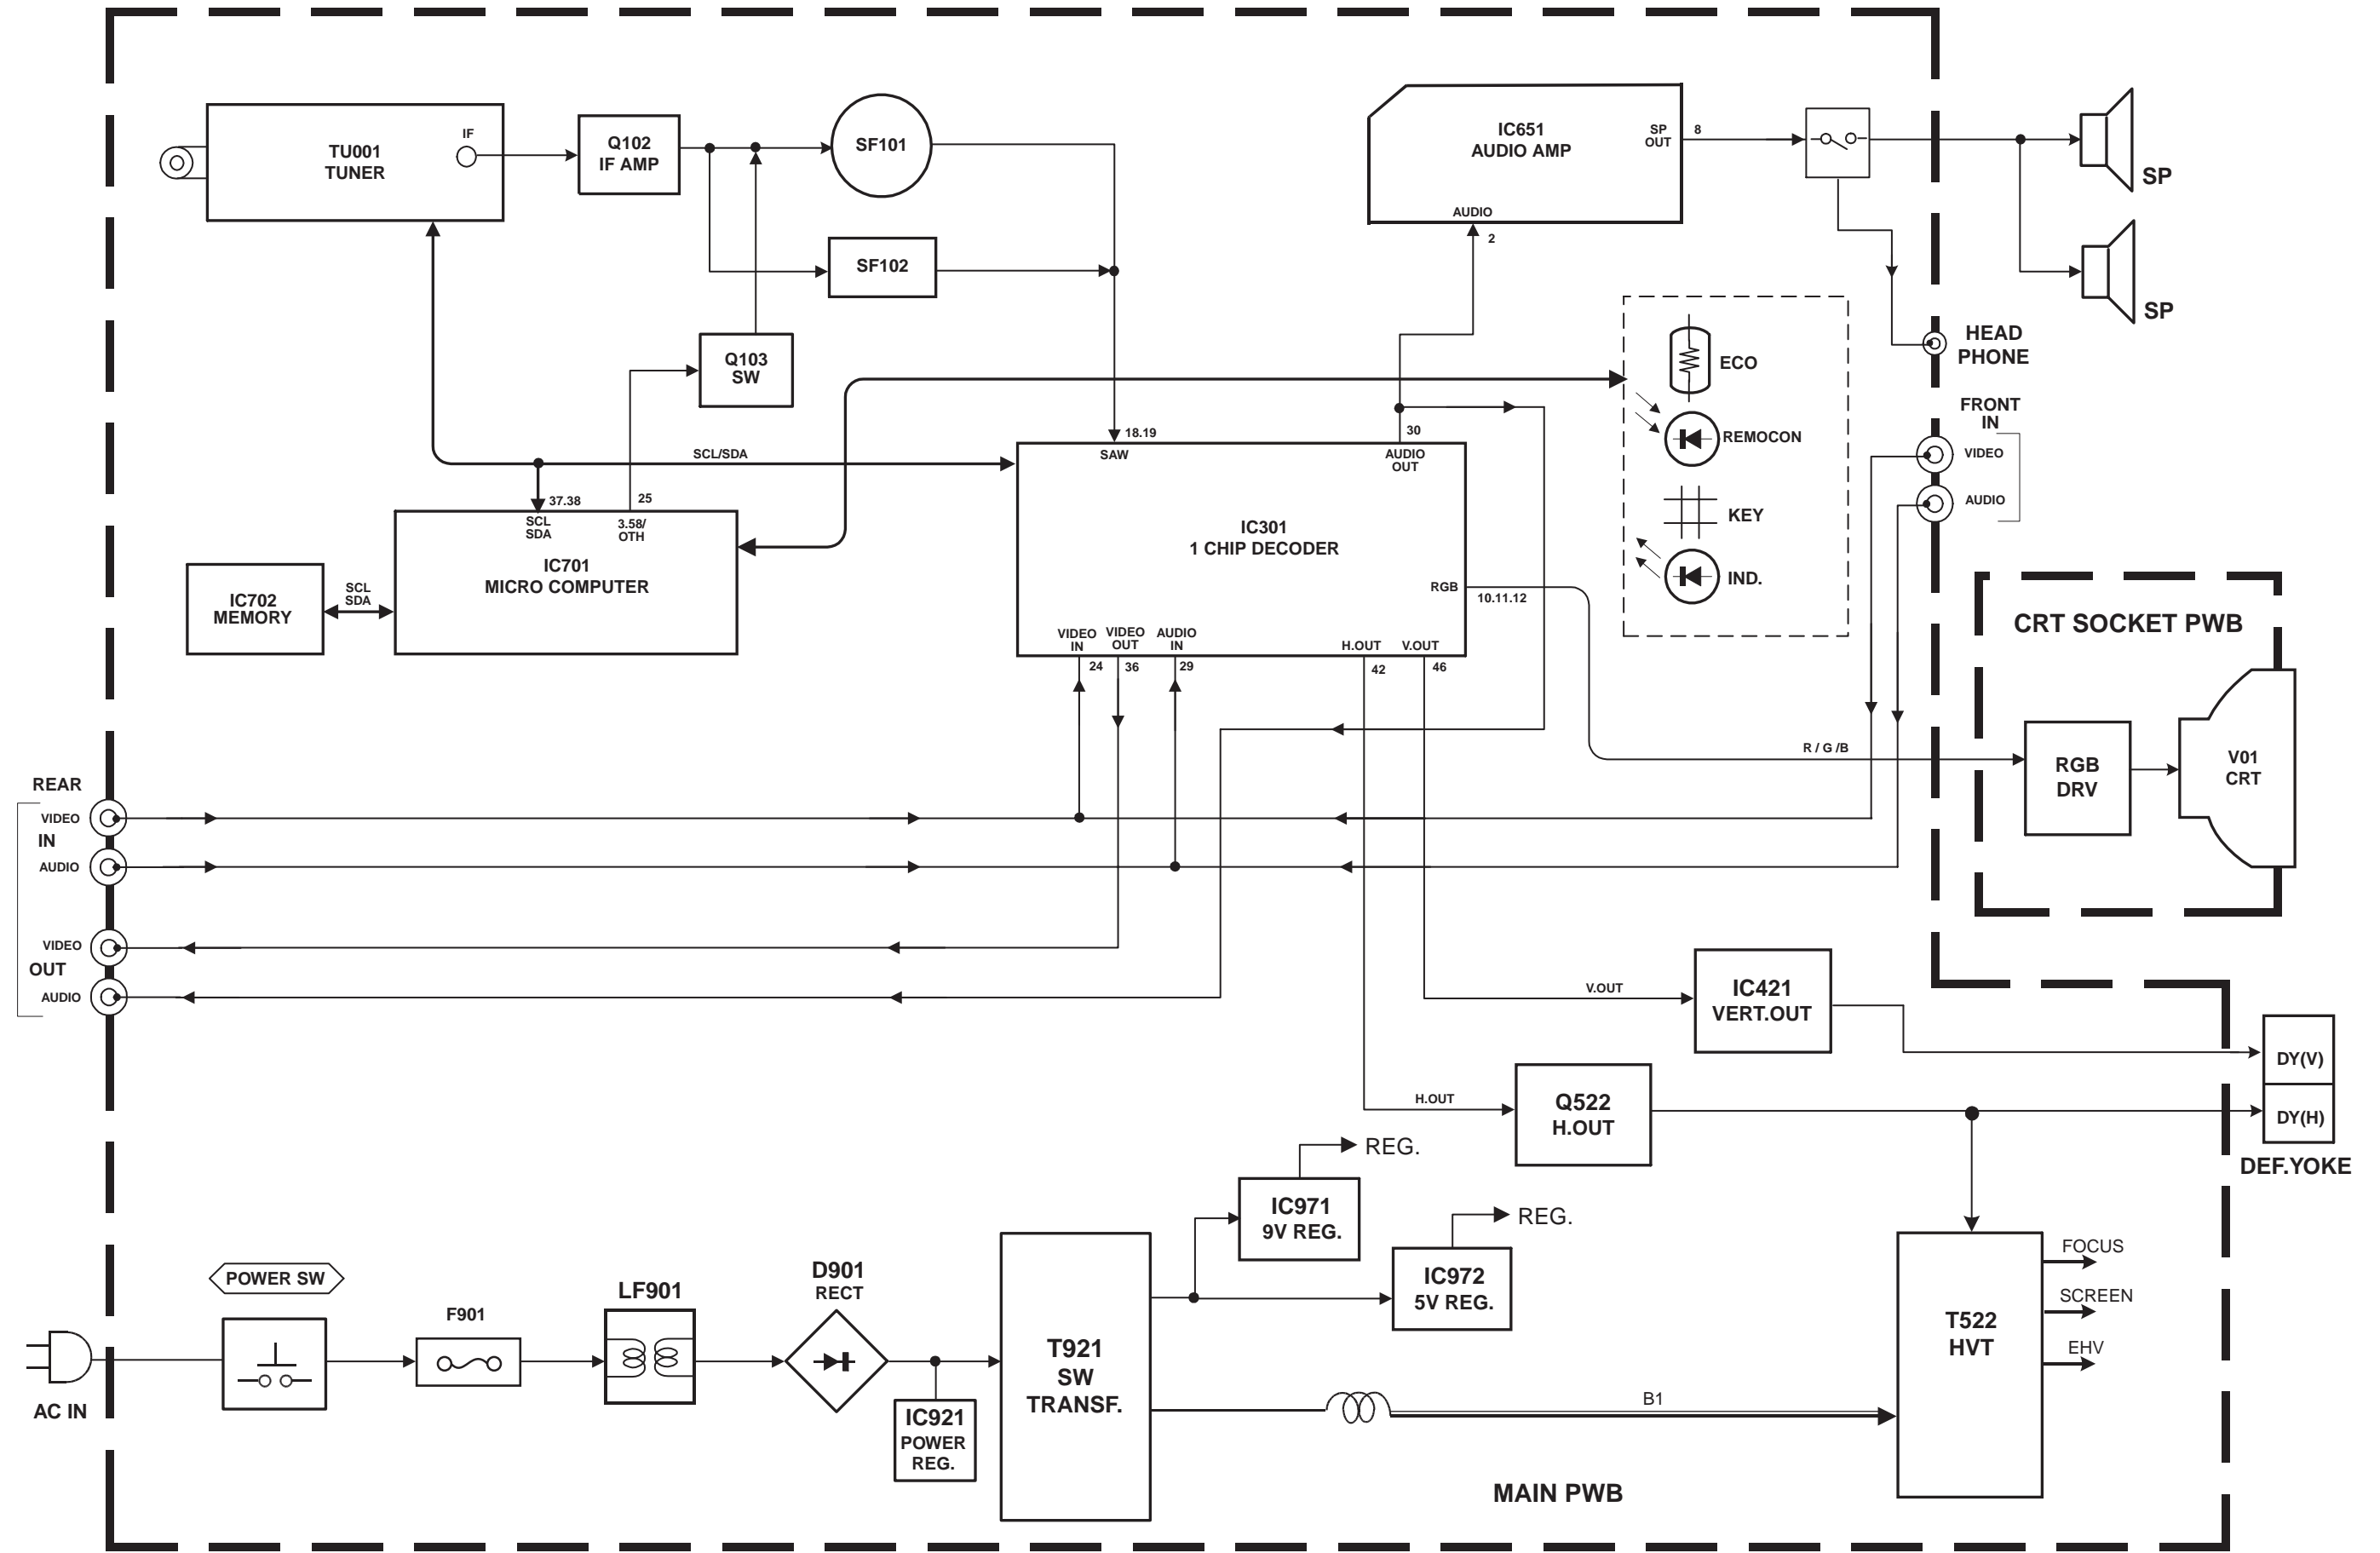 TU001
TUNER
IF
Q102
IF AMP
SF101
SF102
Q103
SW
IC651
AUDIO AMP
SP
OUT
8
AUDIO
2
SP
SP
HEAD
PHONE
FRONT
IN
VIDEO
AUDIO
ECO
REMOCON
KEY
IND.
SCL/SDA
37.38
25
SCL
SDA
3.58/
OTH
IC701
MICRO COMPUTER
IC702
MEMORY
SCL
SDA
18.19
SAW
30
AUDIO
OUT
IC301
1 CHIP DECODER
RGB
10.11.12
VIDEO
IN
VIDEO
OUT
AUDIO
IN
H.OUT
V.OUT
24
36
29
42
46
CRT SOCKET PWB
R / G /B
RGB
DRV
V01
CRT
REAR
VIDEO
IN
AUDIO
VIDEO
OUT
AUDIO
V.OUT
IC421
VERT.OUT
H.OUT
Q522
H.OUT
DY(V)
DY(H)
DEF.YOKE
REG.
IC971
9V REG.
REG.
IC972
5V REG.
POWER SW
F901
LF901
D901
RECT
AC IN
IC921
POWER
REG.
T921
SW
TRANSF.
B1
T522
HVT
FOCUS
SCREEN
EHV
MAIN PWB